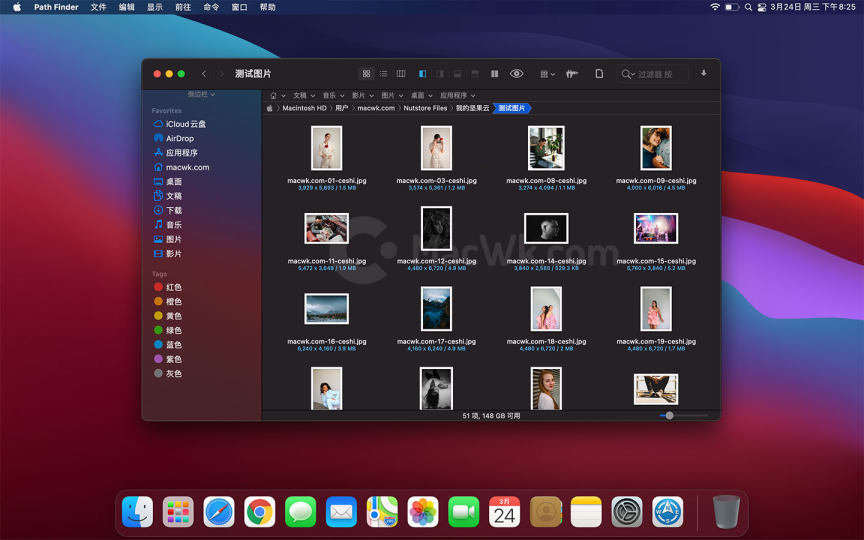 Path Finder 文件 编辑 显示 前往 命令 窗口 帮助 3月24日 周三 下午8:25
测试图片 过滤器 按
侧边栏
文稿 音乐 影片 图片 桌面 应用程序
Macintosh HD 用户 macwk.com Nutstore Files 我的坚果云 测试图片
Favorites
iCloud 云盘
AirDrop
应用程序
macwk.com
桌面
文稿
下载
音乐
图片
影片
Tags
红色
橙色
黄色
绿色
蓝色
紫色
灰色
macwk.com-01-ceshi.jpg macwk.com-03-ceshi.jpg macwk.com-08-ceshi.jpg macwk.com-09-ceshi.jpg
3,929 x 5,893 / 1.5 MB 3,574 x 5,361 / 1.2 MB 3,274 x 4,094 / 1.1 MB 4,000 x 6,016 / 4.5 MB
macwk.com-11-ceshi.jpg macwk.com-12-ceshi.jpg macwk.com-14-ceshi.jpg macwk.com-15-ceshi.jpg
5,472 x 3,648 / 1.9 MB 4,480 x 6,720 / 4.9 MB 3,840 x 2,560 / 529.3 KB 5,760 x 3,840 / 5.2 MB
MacWk.com
macwk.com-16-ceshi.jpg macwk.com-17-ceshi.jpg macwk.com-18-ceshi.jpg macwk.com-19-ceshi.jpg
6,240 x 4,160 / 3.9 MB 4,160 x 6,240 / 4.9 MB 4,480 x 6,720 / 2 MB 4,480 x 6,720 / 1.7 MB
51 项, 148 GB 可用
3月
24